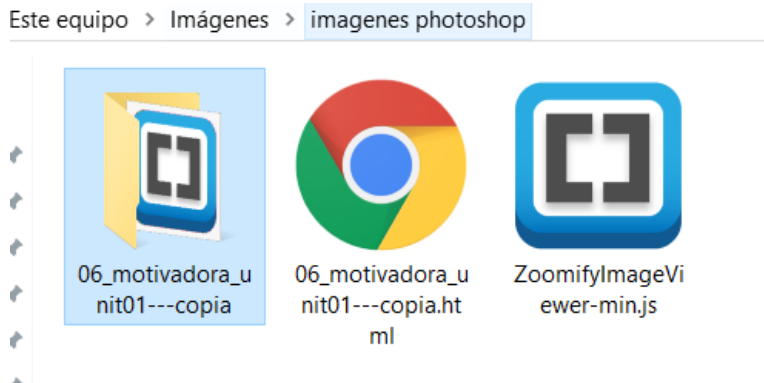 Este equipo > Imágenes > imagenes photoshop
06_motivadora_u
nit01---copia
06_motivadora_u
nit01---copia.ht
ml
ZoomifyImageVi
ewer-min.js